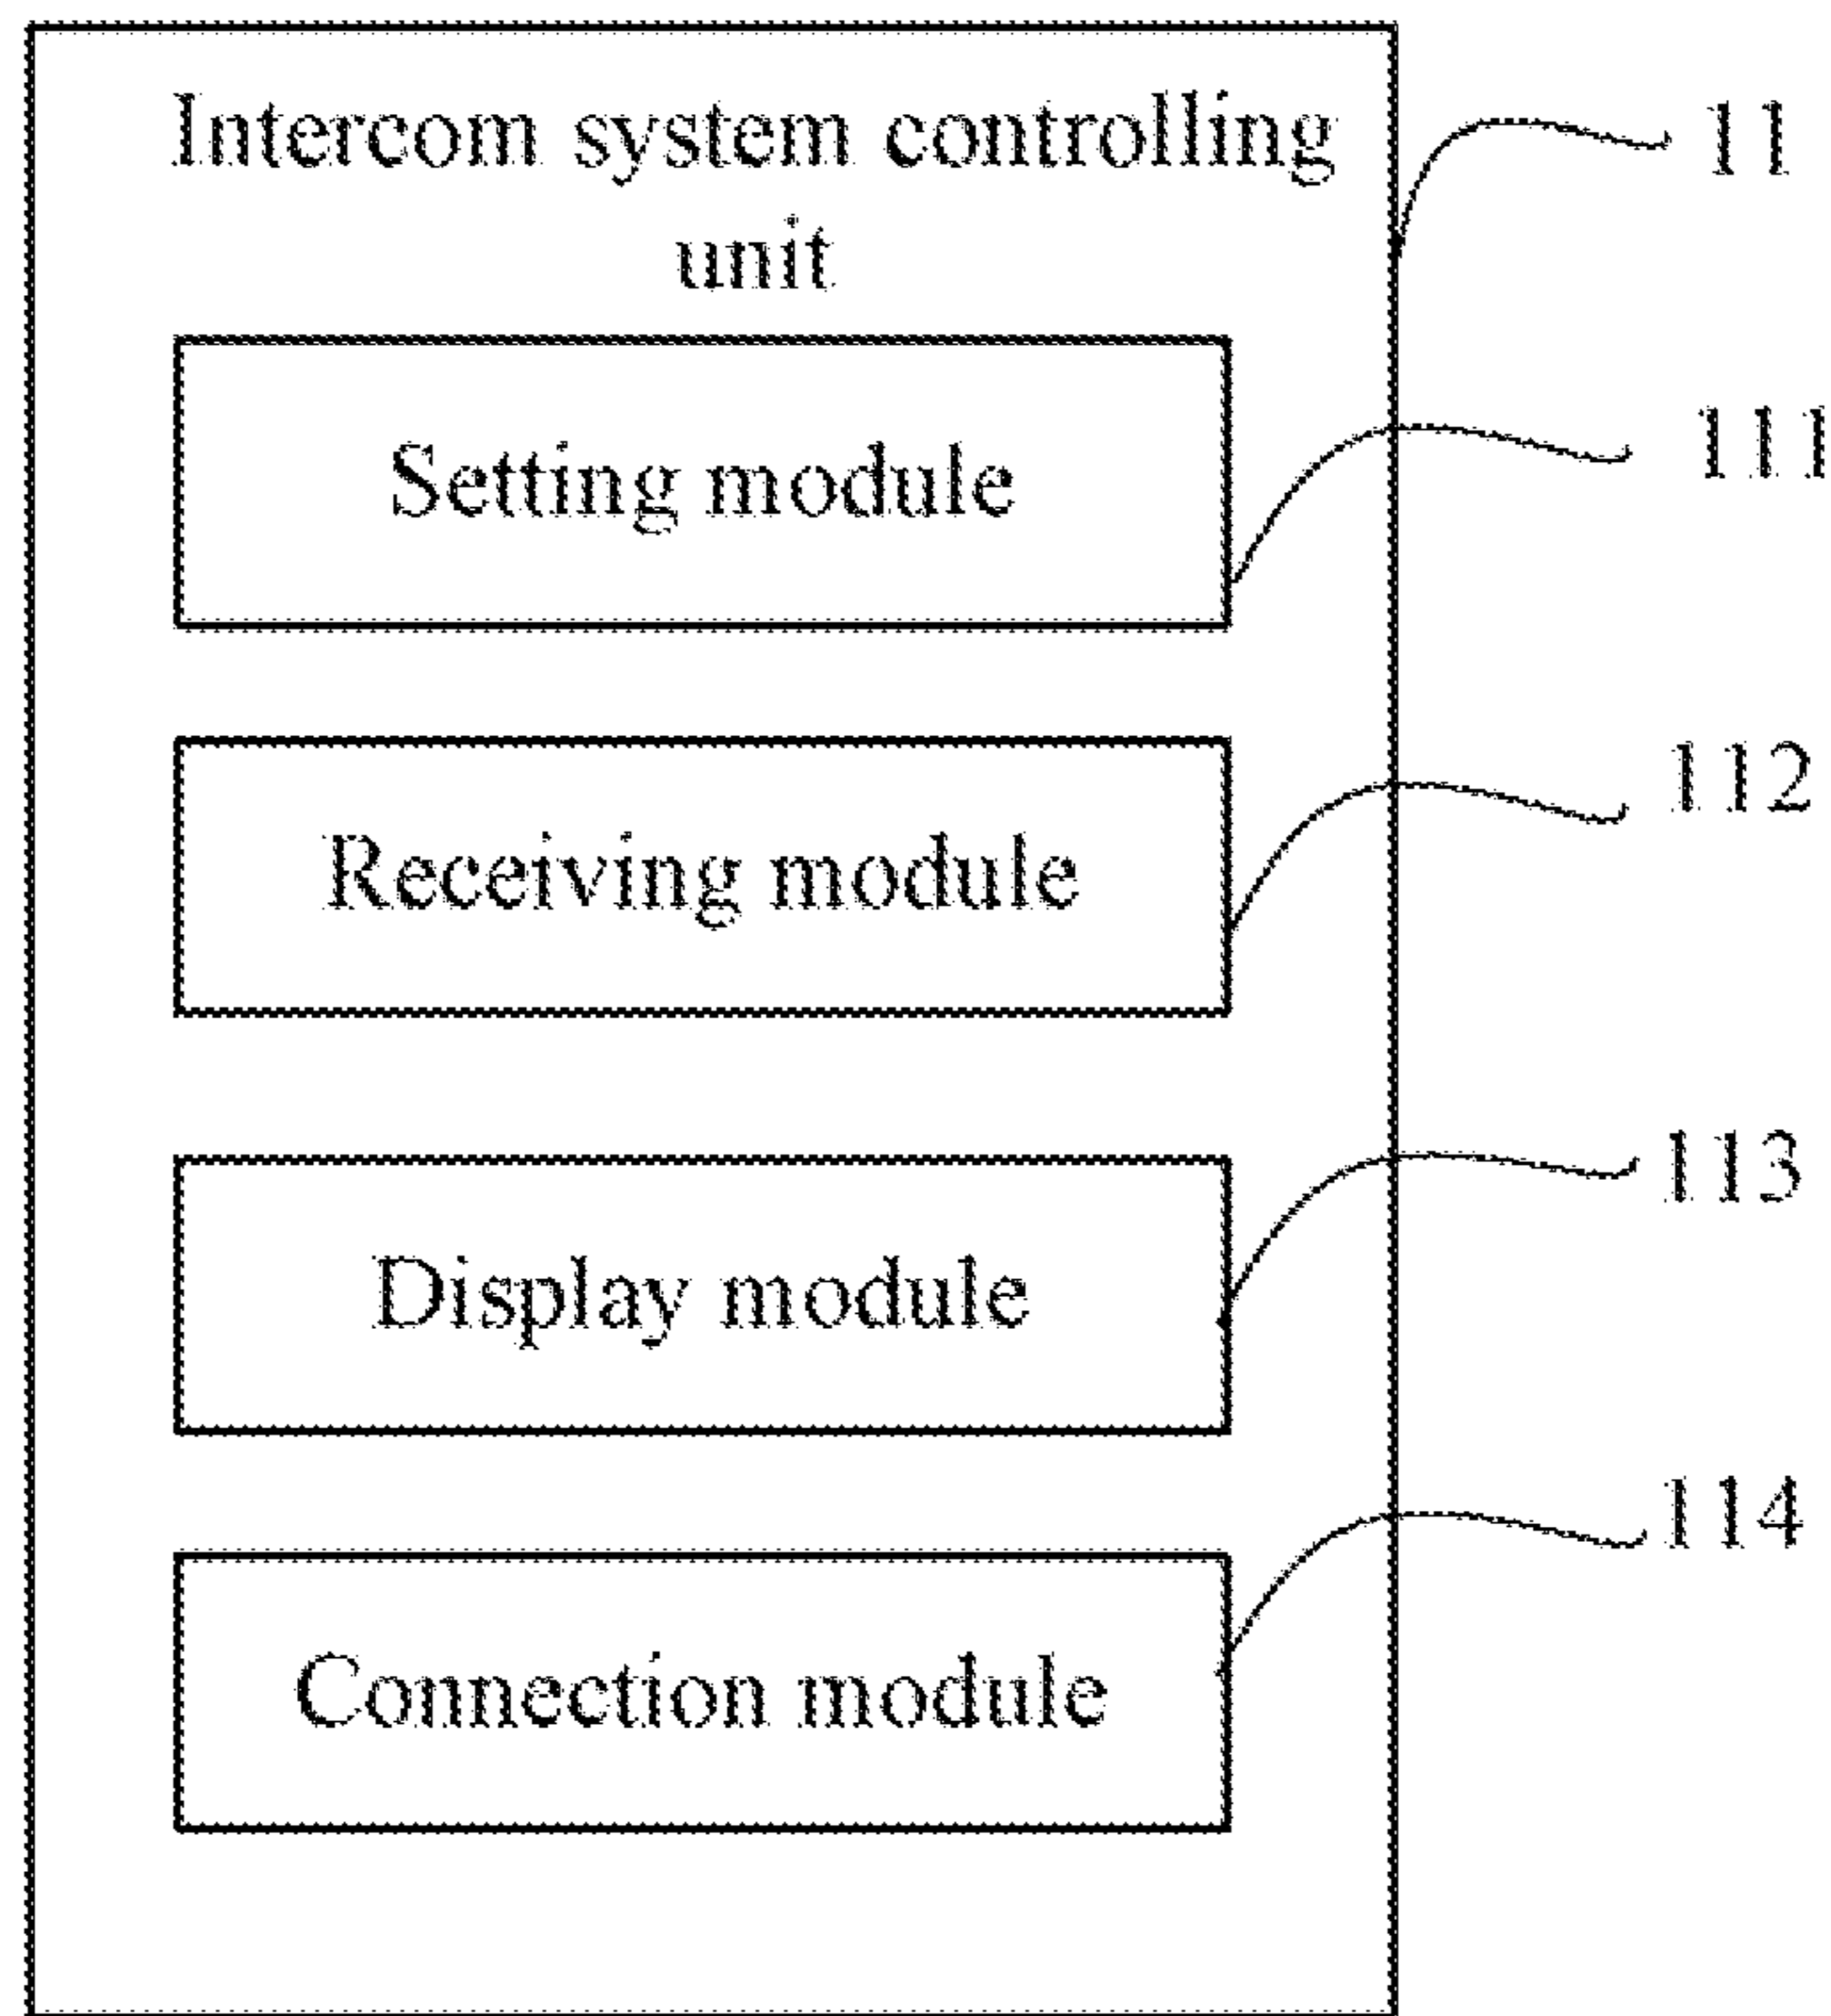 Intercom system controlling
unit
11
Setting module
111
Receiving module
112
Display module
113
Connection module
114